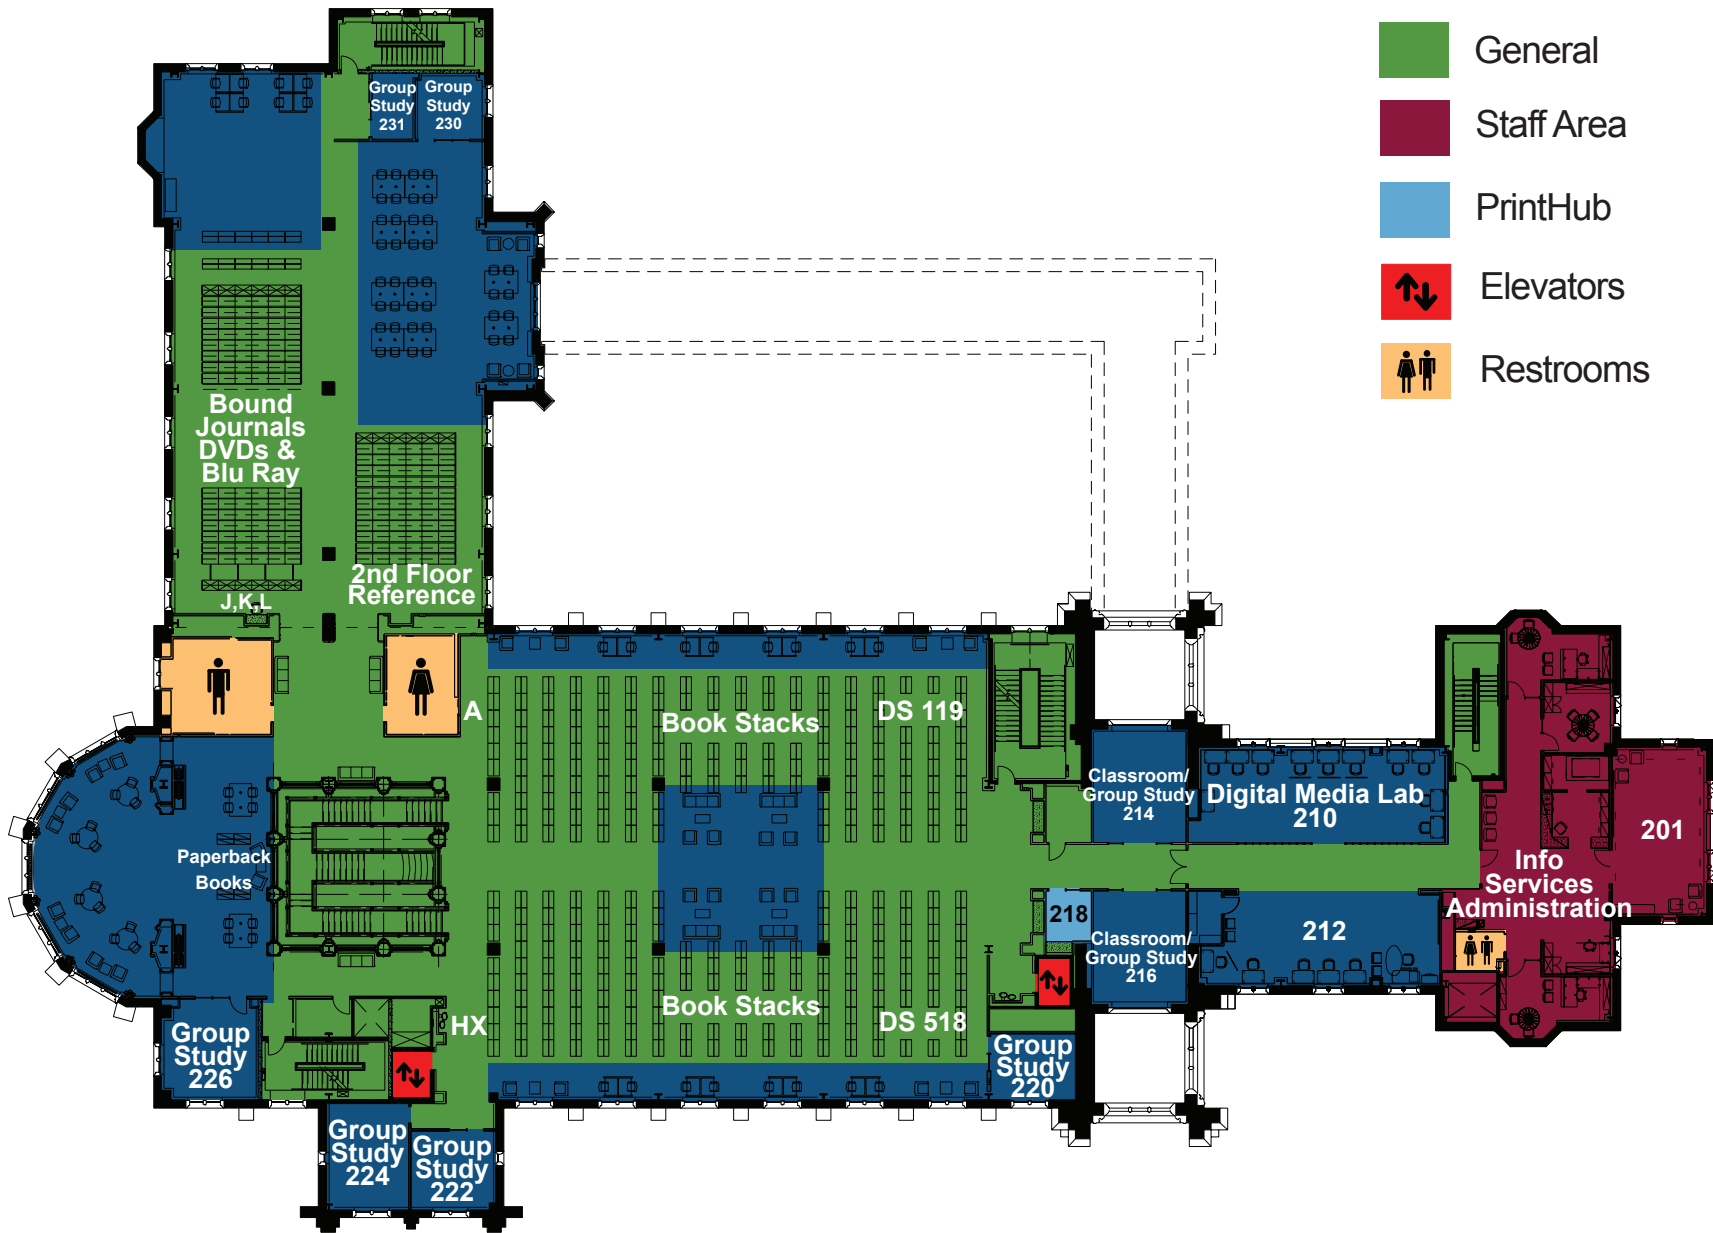 General
Staff Area
PrintHub
Elevators
Restrooms
Group
Study
231
Group
Study
230
Bound
Journals
DVDs &
Blu Ray
J,K,L
2nd Floor
Reference
A
Book Stacks
DS 119
Classroom/
Group Study
214
Digital Media Lab
210
201
Info
Services
Administration
Paperback
Books
218
Classroom/
Group Study
216
212
Book Stacks
DS 518
HX
Group
Study
226
Group
Study
220
Group
Study
224
Group
Study
222